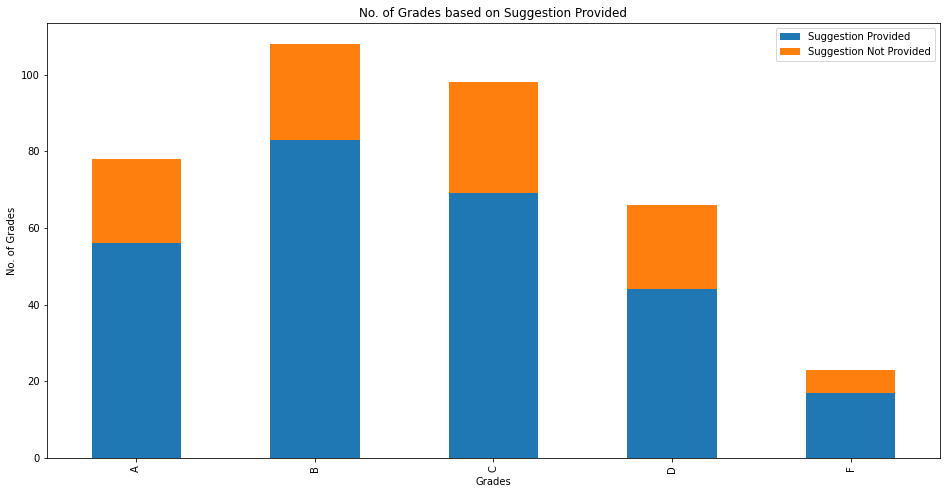 No. of Grades based on Suggestion Provided
Suggestion Provided
Suggestion Not Provided
No. of Grades
100
80
60
40
20
0
A
B
C
D
F
Grades